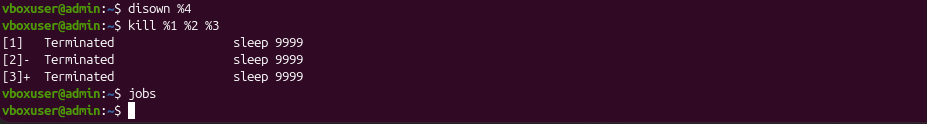 vboxuser@admin:~$ disown %4
vboxuser@admin:~$ kill %1 %2 %3
[1]   Terminated                 sleep 9999
[2]-  Terminated                 sleep 9999
[3]+  Terminated                 sleep 9999
vboxuser@admin:~$ jobs
vboxuser@admin:~$